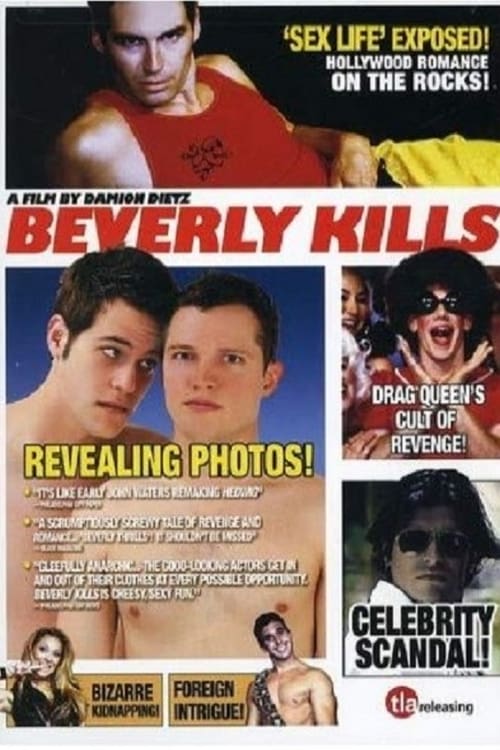 'SEX LIFE' EXPOSED!
HOLLYWOOD ROMANCE
ON THE ROCKS!
A FILM BY DAMION DIETZ
BEVERLY KILLS
DRAG QUEEN'S
CULT OF
REVENGE!
REVEALING PHOTOS!
"IT'S LIKE EARLY JOHN WATERS REMAKING HEDWIG"
"A SCRUMPTIOUSLY SCREWY TALE OF REVENGE AND
IT SHOULDN'T BE MISSED"
"GLEEFULLY ANARCHIC... THE GOOD-LOOKING ACTORS GET IN
AND OUT OF THEIR CLOTHES AT EVERY POSSIBLE OPPORTUNITY.
BEVERLY KILLS IS CHEESY, SEXY FUN."
CELEBRITY
SCANDAL!
BIZARRE
KIDNAPPING!
FOREIGN
INTRIGUE!
tla releasing